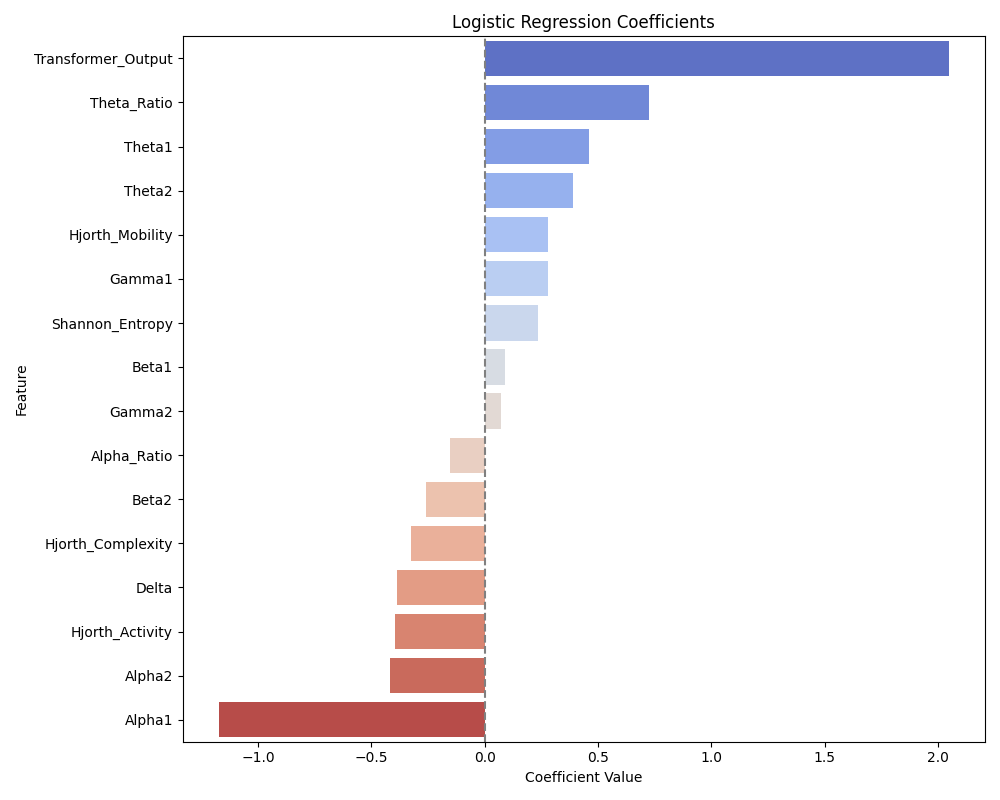 Logistic Regression Coefficients
Transformer_Output
Theta_Ratio
Theta1
Theta2
Hjorth_Mobility
Gamma1
Shannon_Entropy
Beta1
Gamma2
Alpha_Ratio
Beta2
Hjorth_Complexity
Delta
Hjorth_Activity
Alpha2
Alpha1
Feature
−1.0 −0.5 0.0 0.5 1.0 1.5 2.0
Coefficient Value